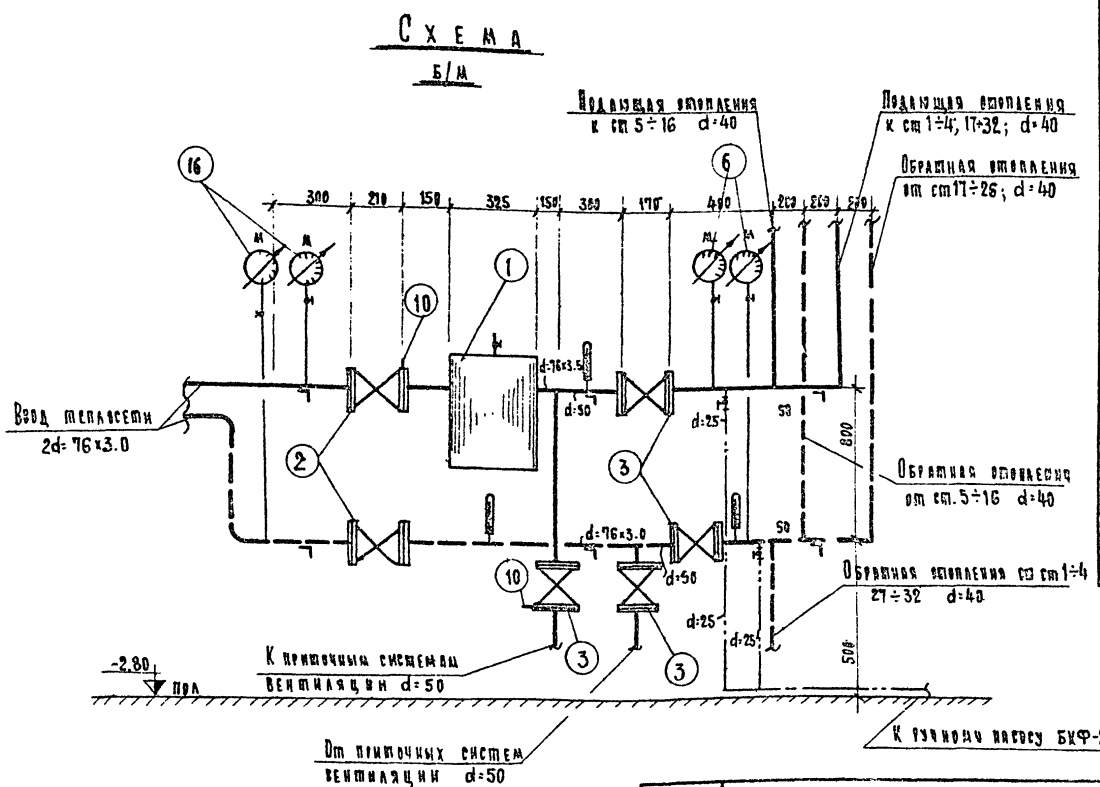 Схема
Б/М
Подающая отопления
к ст 5÷16 d=40
Подающая отопления
к ст 1÷4, 17÷32; d=40
Обратная отопления
от ст 17÷26; d=40
16
6
300 210 150 325 150 380 170 400 200
М М М М
1
10
d=76×3.5
d=50
d=25
50
800
Ввод теплосети
2d=76×3.0
2
3
Обратная отопления
от ст. 5÷16 d=40
d=76×3.0
50
d=50
10
Обратная отопления от ст 1÷4
27÷32 d=40
d=25
d=25
500
К приточным системам
вентиляции d=50
3
3
-2.80
пол
От приточных систем
вентиляции d=50
К ручному насосу БКФ-